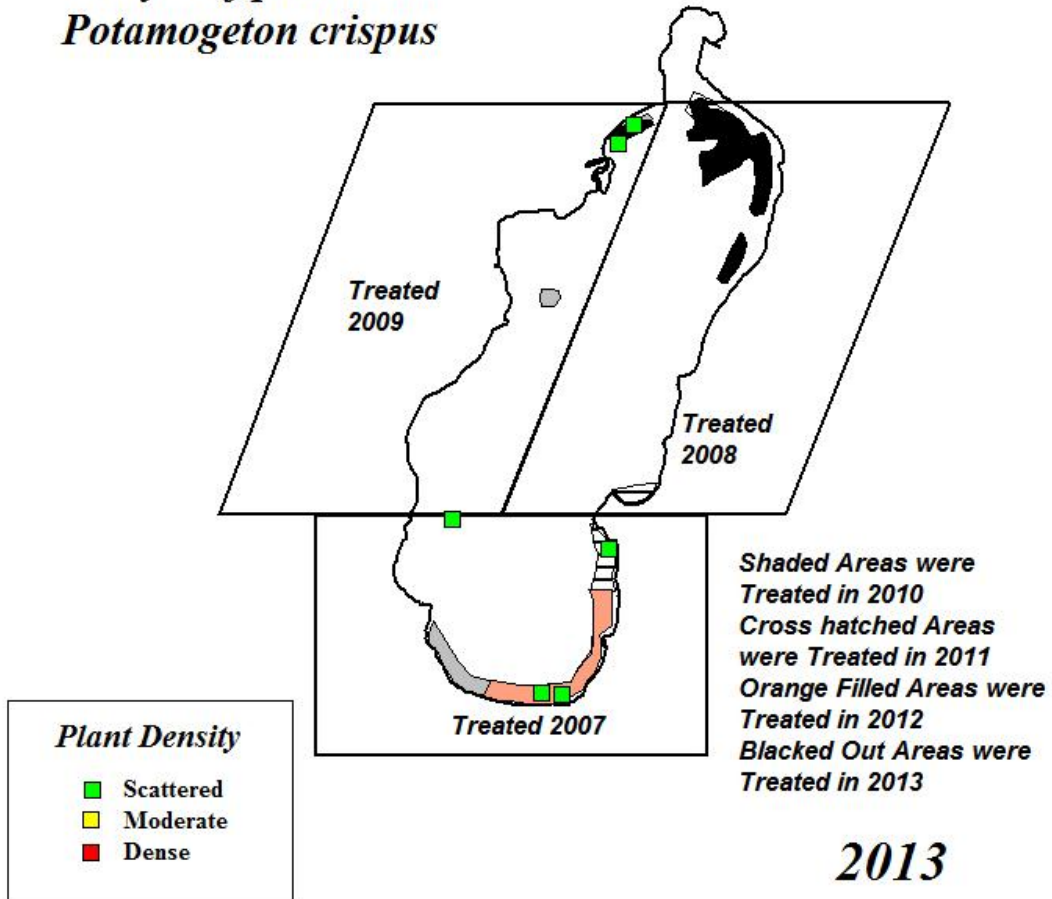 Potamogeton crispus
Treated
2009
Treated
2008
Shaded Areas were
Treated in 2010
Cross hatched Areas
were Treated in 2011
Orange Filled Areas were
Treated in 2012
Blacked Out Areas were
Treated in 2013
Treated 2007
Plant Density
Scattered
Moderate
Dense
2013